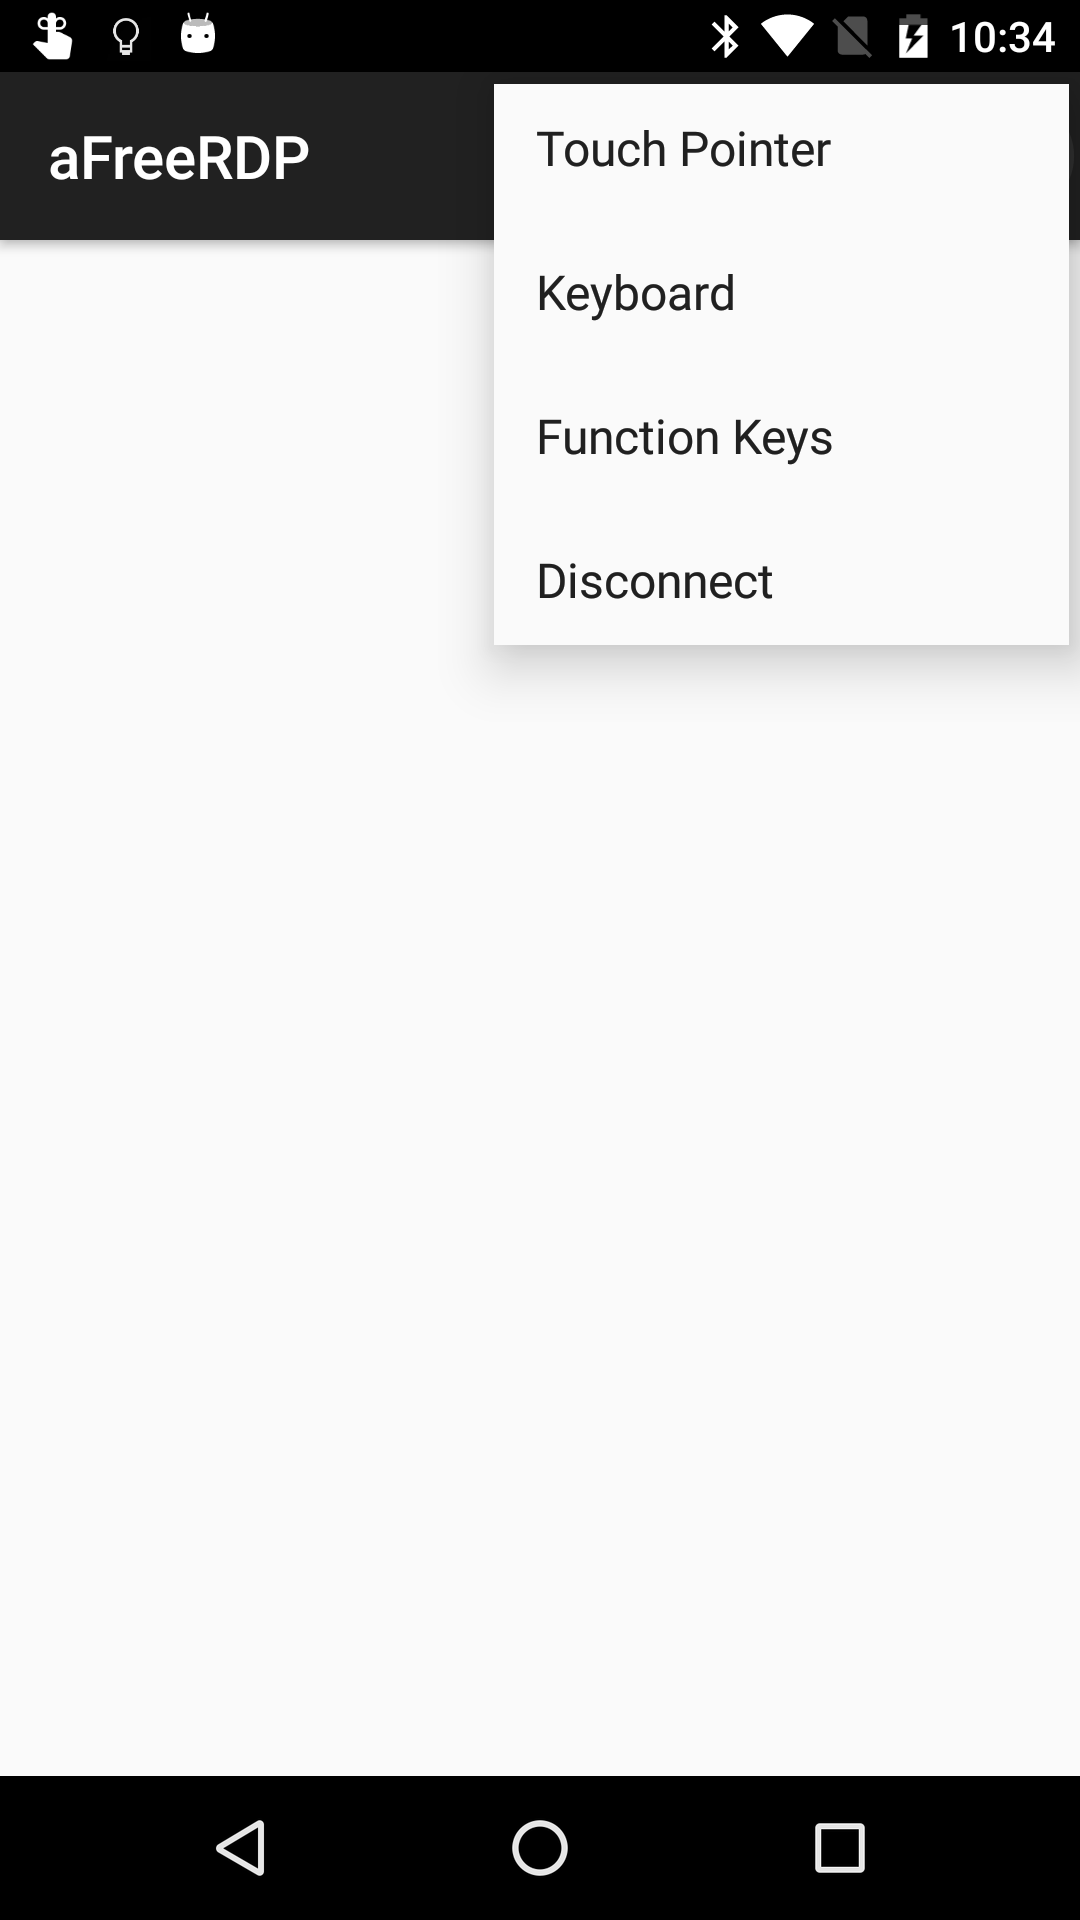 10:34
aFreeRDP
Touch Pointer
Keyboard
Function Keys
Disconnect